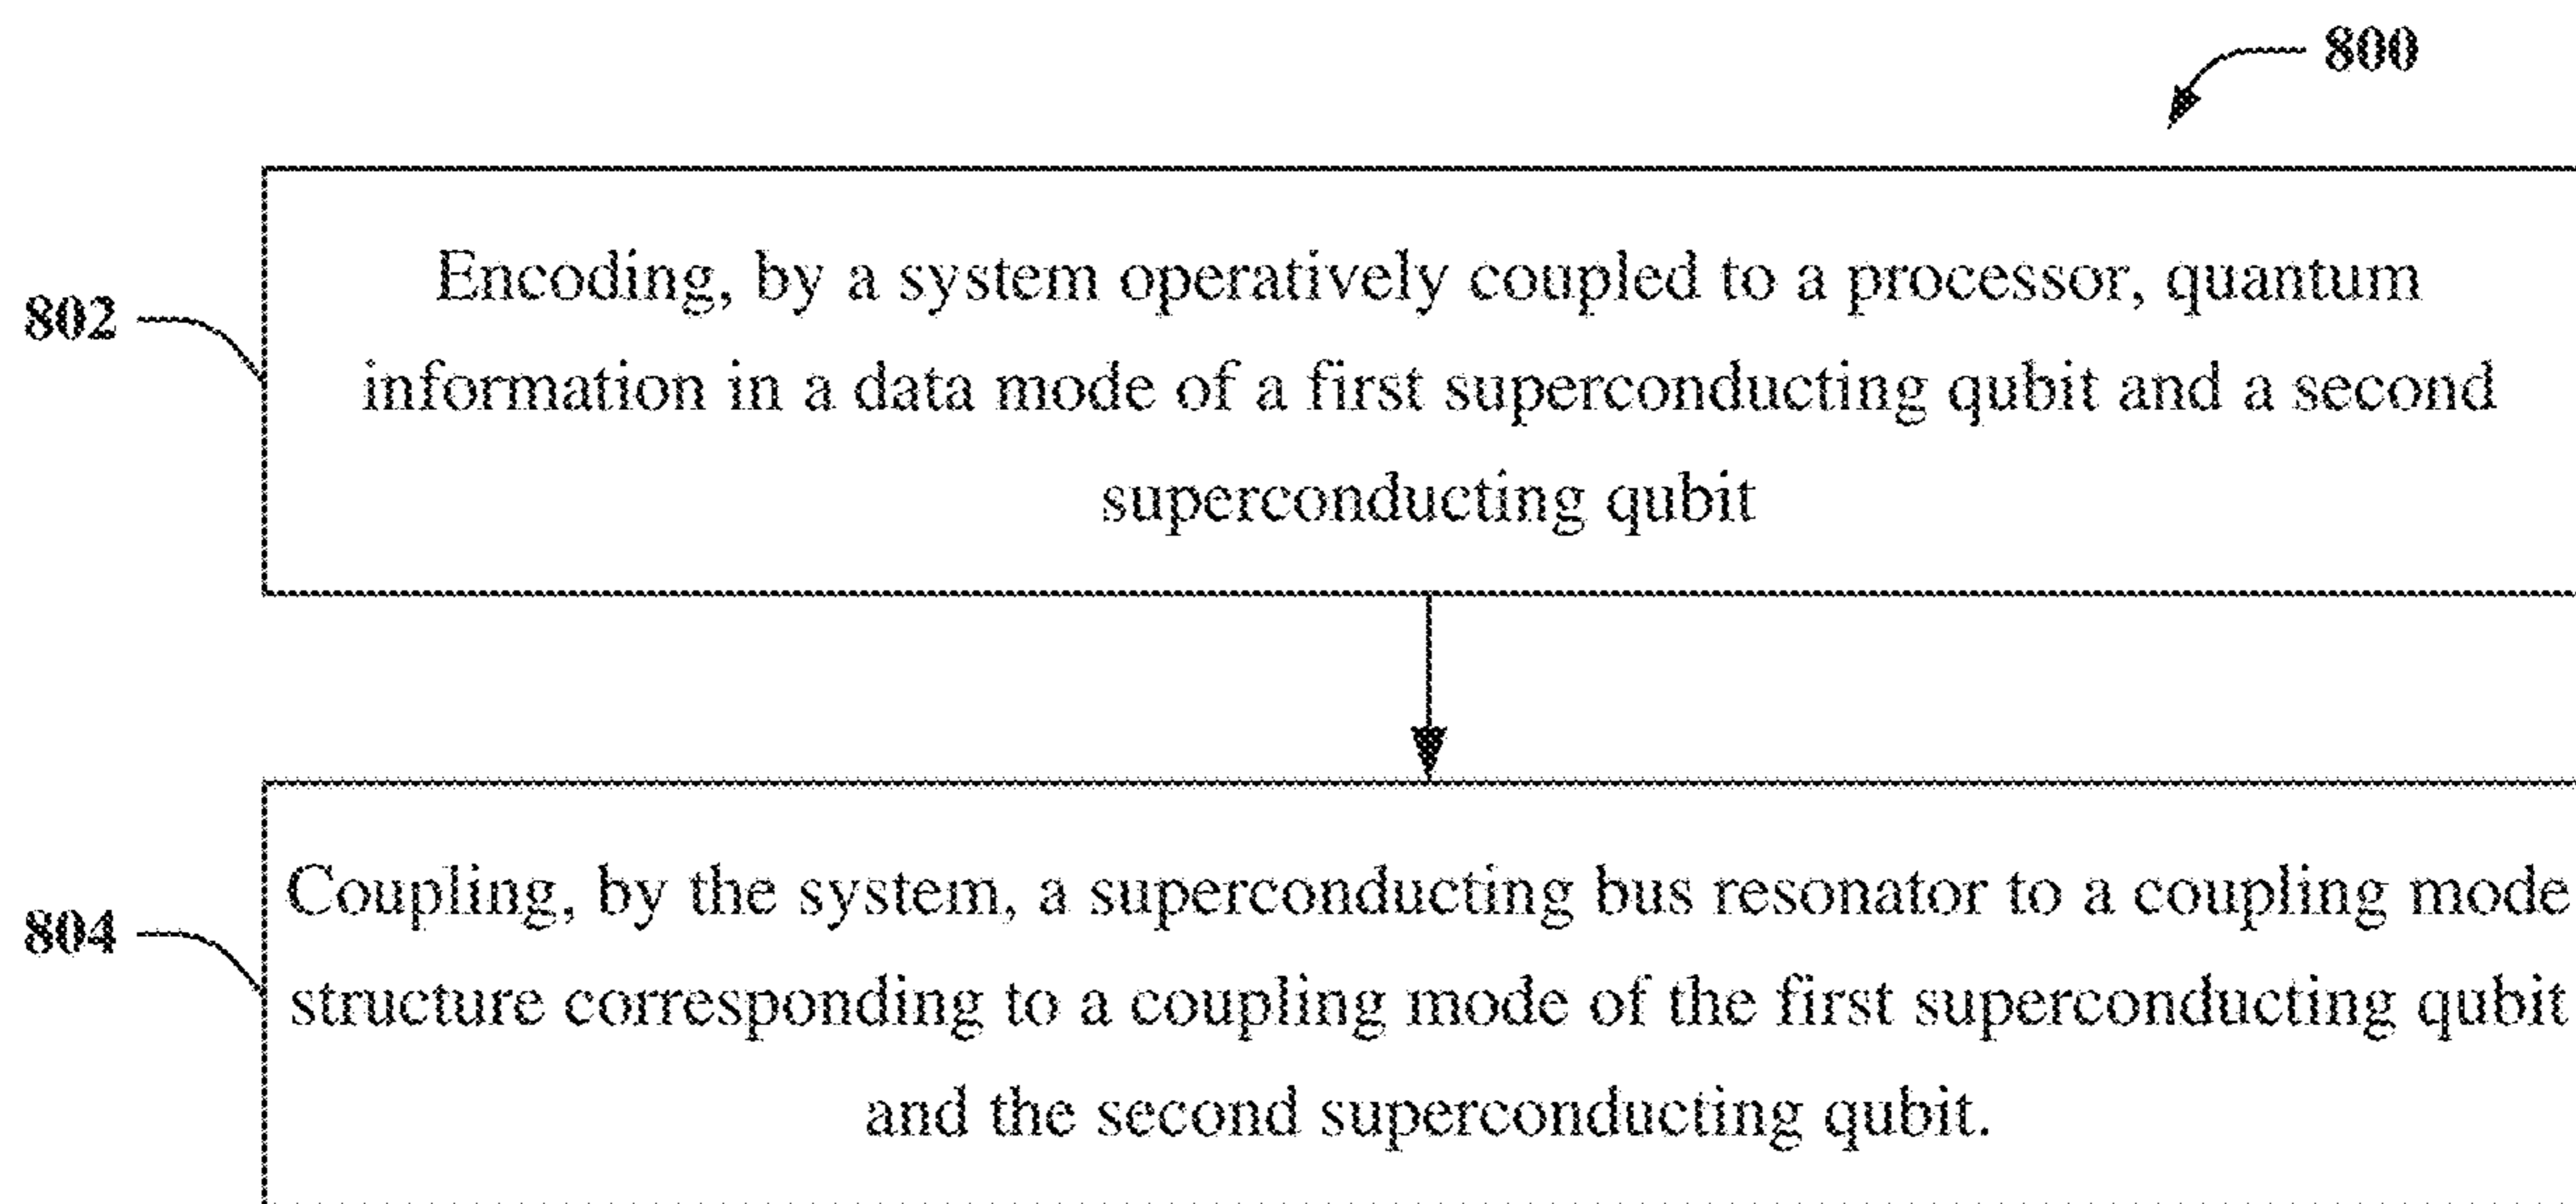 800
802
Encoding, by a system operatively coupled to a processor, quantum
information in a data mode of a first superconducting qubit and a second
superconducting qubit
804
Coupling, by the system, a superconducting bus resonator to a coupling mode
structure corresponding to a coupling mode of the first superconducting qubit
and the second superconducting qubit.